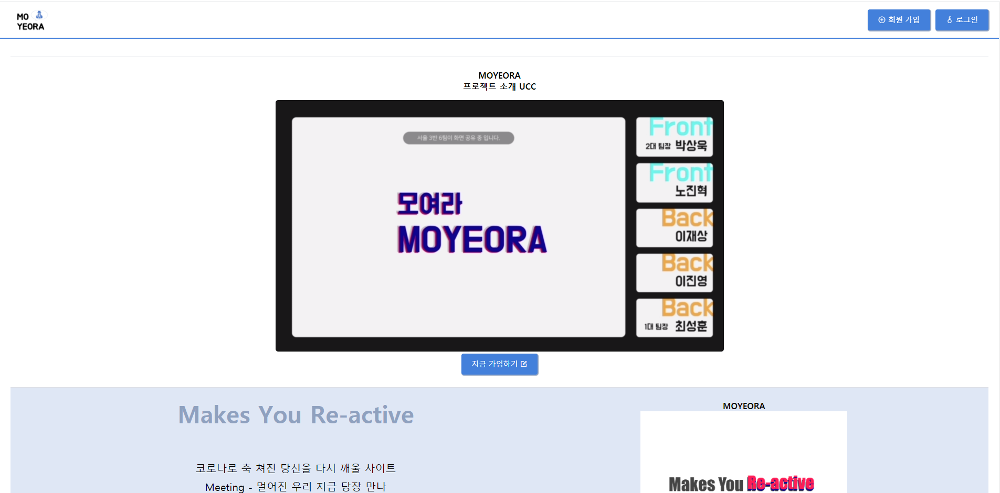 MO
YEORA
회원 가입
로그인
MOYEORA
프로젝트 소개 UCC
서울 3반 6팀이 화면 공유 중 입니다.
모여라
MOYEORA
Front
2대 팀장 박상욱
Front
노진혁
Back
이재상
Back
이진영
Back
1대 팀장 최성훈
지금 가입하기
Makes You Re-active
코로나로 축 쳐진 당신을 다시 깨울 사이트
Meeting - 멀어진 우리 지금 당장 만나
MOYEORA
Makes You Re-active